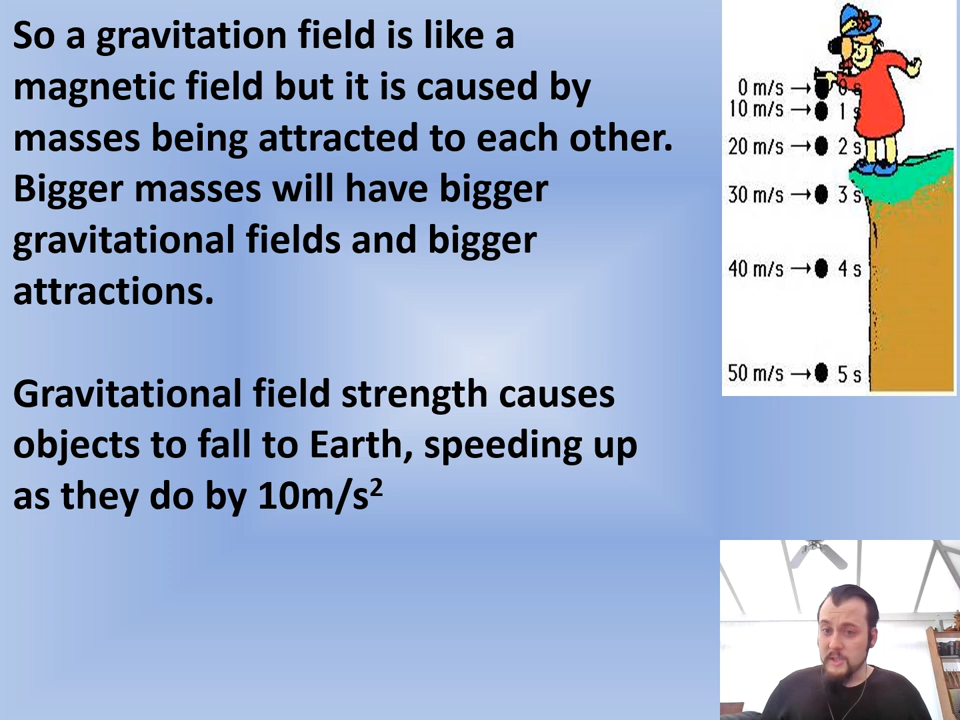 So a gravitation field is like a
magnetic field but it is caused by
masses being attracted to each other.
Bigger masses will have bigger
gravitational fields and bigger
attractions.
Gravitational field strength causes
objects to fall to Earth, speeding up
as they do by 10m/s²
0 m/s → 0 s
10 m/s → 1 s
20 m/s → 2 s
30 m/s → 3 s
40 m/s → 4 s
50 m/s → 5 s